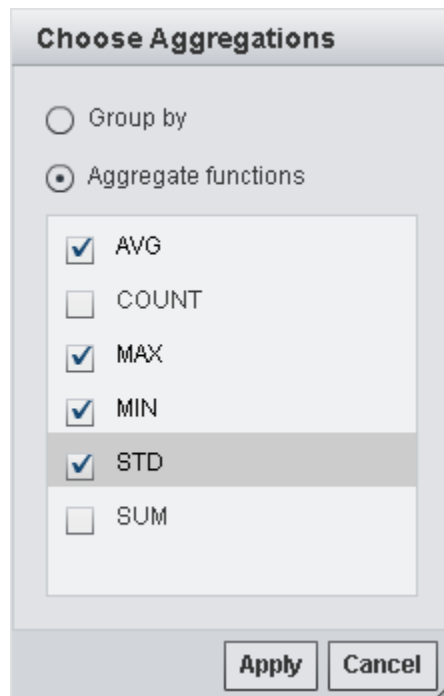 Choose Aggregations
Group by
Aggregate functions
AVG
COUNT
MAX
MIN
STD
SUM
Apply Cancel